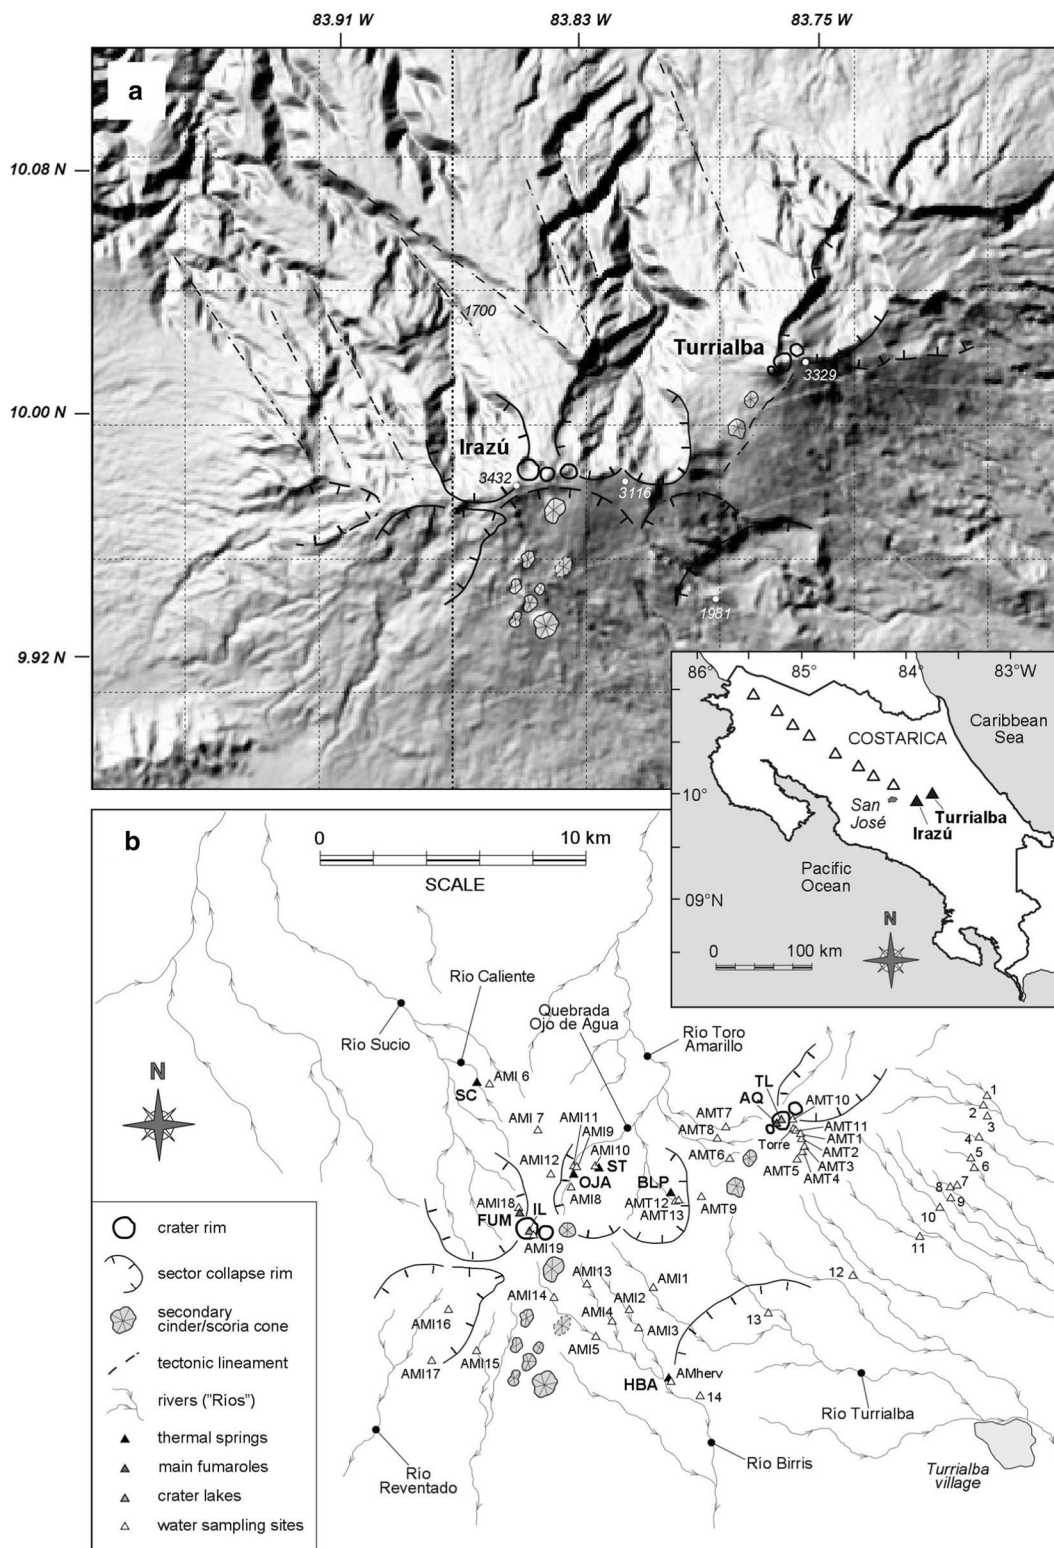 83.91 W
83.83 W
83.75 W
a
10.08 N
1700
Turrialba
3329
10.00 N
Irazú
3432
3116
1981
9.92 N
86°
85°
84°
83°W
Caribbean
Sea
COSTARICA
10°
San
José
Turrialba
Irazú
Pacific
Ocean
09°N
N
0
100 km
b
0
10 km
SCALE
Río Caliente
Quebrada
Ojo de Agua
Río Toro
Amarillo
Río Sucio
N
SC
AMI 6
TL
AQ
AMT10
AMT7
AMT8
AMT6
Torre
AMT11
AMT1
AMT2
AMT3
AMT4
AMT5
1
2
3
4
5
6
7
8
9
10
11
12
13
14
AMI 7
AMI11
AMI9
AMI10
AMI12
ST
OJA
AMI8
BLP
AMT12
AMT13
AMT9
AMI18
IL
FUM
AMI19
AMI13
AMI1
AMI14
AMI2
AMI4
AMI3
AMI5
AMI16
AMI17
AMI15
HBA
AMherv
Río Turrialba
Río
Reventado
Río Birris
Turrialba
village
crater rim
sector collapse rim
secondary
cinder/scoria cone
tectonic lineament
rivers ("Ríos")
thermal springs
main fumaroles
crater lakes
water sampling sites